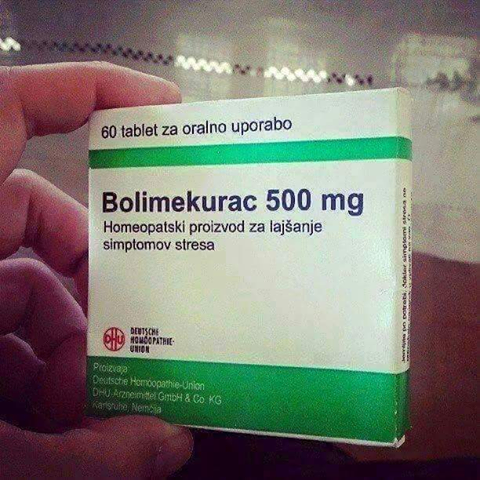 60 tablet za oralno uporabo
Bolimekurac 500 mg
Homeopatski proizvod za lajšanje
simptomov stresa
DHU
DEUTSCHE
HOMÖOPATHIE-
UNION
Proizvaja:
Deutsche Homöopathie-Union
DHU-Arzneimittel GmbH & Co. KG
Karlsruhe, Nemčija